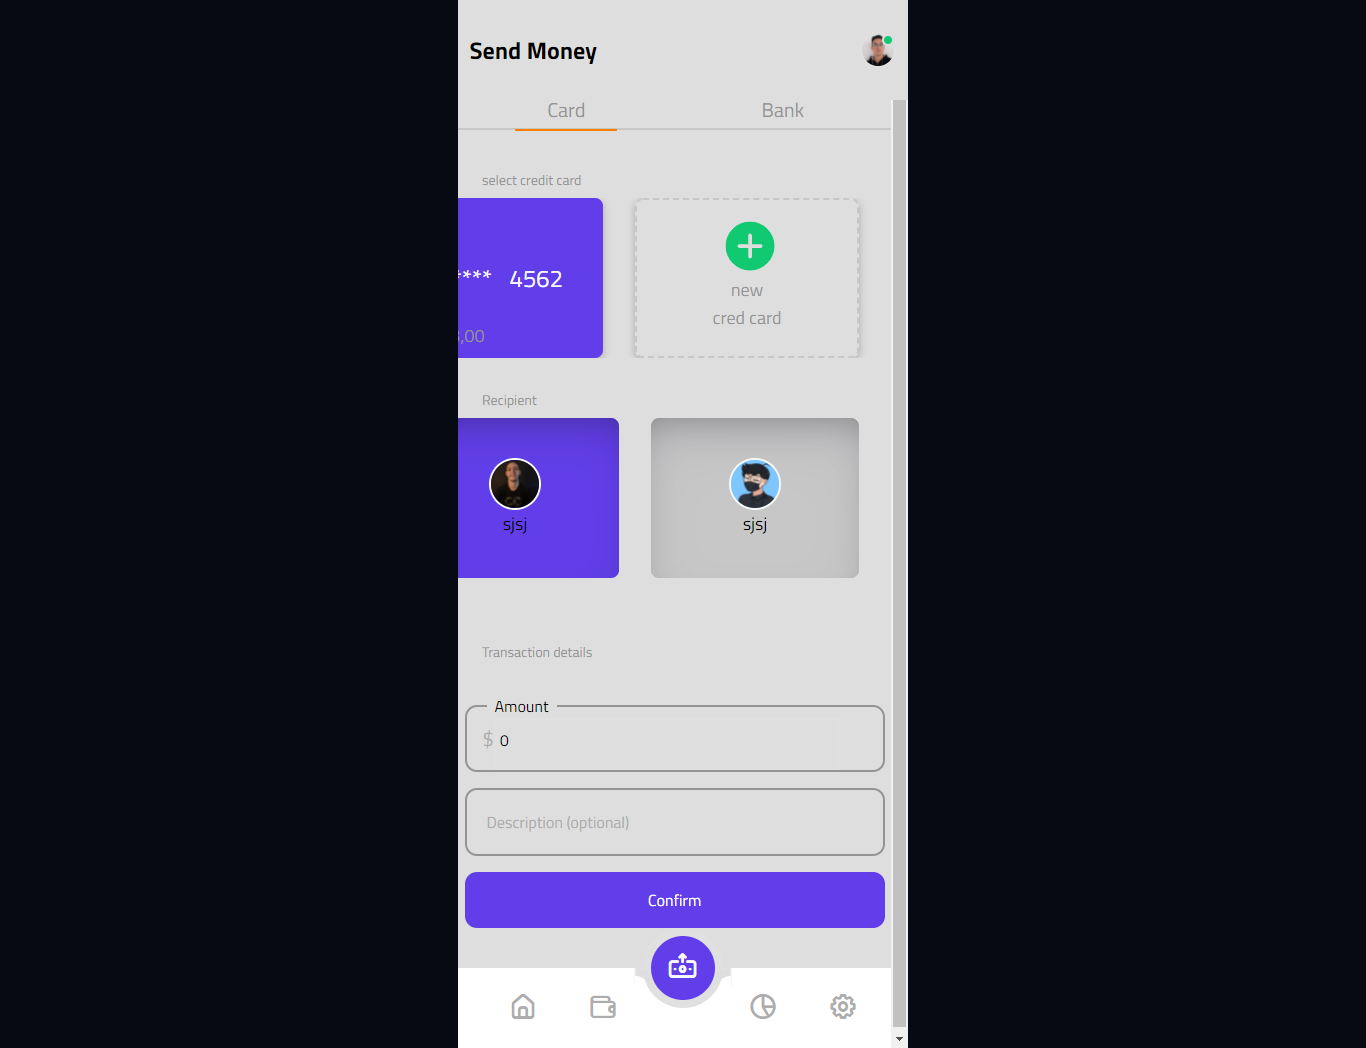 Send Money
Card
Bank
select credit card
**** 4562
,00
new
cred card
Recipient
sjsj
sjsj
Transaction details
Amount
$ 0
Description (optional)
Confirm